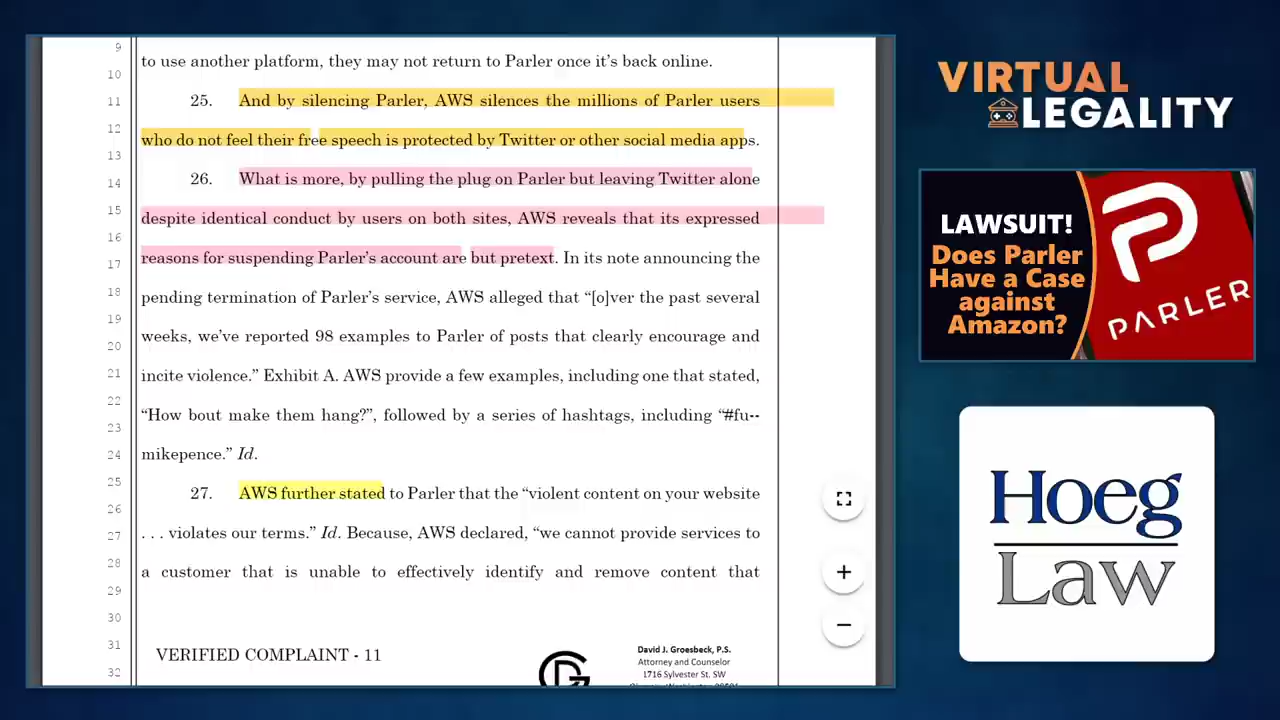 9
to use another platform, they may not return to Parler once it’s back online.
10
11
25. And by silencing Parler, AWS silences the millions of Parler users
12
who do not feel their free speech is protected by Twitter or other social media apps.
13
14
26. What is more, by pulling the plug on Parler but leaving Twitter alone
15
despite identical conduct by users on both sites, AWS reveals that its expressed
16
reasons for suspending Parler’s account are but pretext. In its note announcing the
17
18
pending termination of Parler’s service, AWS alleged that “[o]ver the past several
19
weeks, we’ve reported 98 examples to Parler of posts that clearly encourage and
20
21
incite violence.” Exhibit A. AWS provide a few examples, including one that stated,
22
“How bout make them hang?”, followed by a series of hashtags, including “#fu--
23
24
mikepence.” Id.
25
27. AWS further stated to Parler that the “violent content on your website
26
27
. . . violates our terms.” Id. Because, AWS declared, “we cannot provide services to
28
a customer that is unable to effectively identify and remove content that
29
30
31
32
VERIFIED COMPLAINT - 11
David J. Groesbeck, P.S.
Attorney and Counselor
1716 Sylvester St. SW
VIRTUAL
LEGALITY
LAWSUIT!
Does Parler
Have a Case
against
Amazon?
PARLER
Hoeg
Law